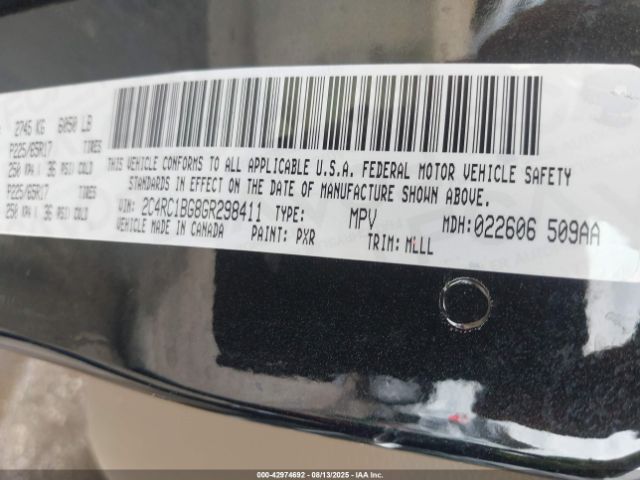 2745 KG 6050 LB
P225/65R17 TIRES
250 KPA/ 36 PSI/ COLD
P225/65R17 TIRES
250 KPA/ 36 PSI/ COLD
THIS VEHICLE CONFORMS TO ALL APPLICABLE U.S.A. FEDERAL MOTOR VEHICLE SAFETY
STANDARDS IN EFFECT ON THE DATE OF MANUFACTURE SHOWN ABOVE.
VIN: 2C4RC1BG8GR298411 TYPE: MPV MDH: 022606 509AA
VEHICLE MADE IN CANADA PAINT: PXR TRIM: MLLL
000-42974692 - 08/13/2025 - IAA Inc.